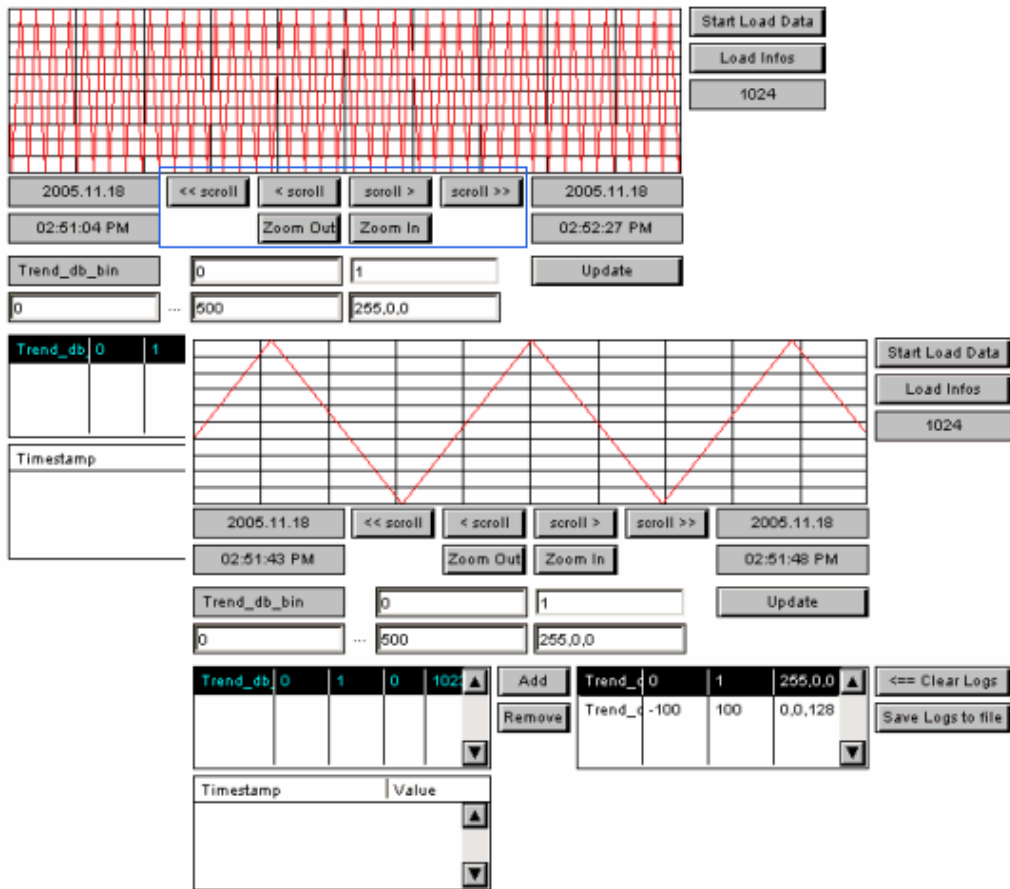 Start Load Data
Load Infos
1024
2005.11.18 << scroll < scroll scroll > scroll >> 2005.11.18
02:51:04 PM Zoom Out Zoom In 02:52:27 PM
Trend_db_bin 0 1 Update
0 ... 500 255,0,0
Trend_db_ 0 1
Timestamp
Start Load Data
Load Infos
1024
2005.11.18 << scroll < scroll scroll > scroll >> 2005.11.18
02:51:43 PM Zoom Out Zoom In 02:51:48 PM
Trend_db_bin 0 1 Update
0 ... 500 255,0,0
Trend_db_ 0 1 0 1023 Add Trend_d 0 1 255,0,0 <== Clear Logs
Remove Trend_d -100 100 0,0,128 Save Logs to file
Timestamp Value